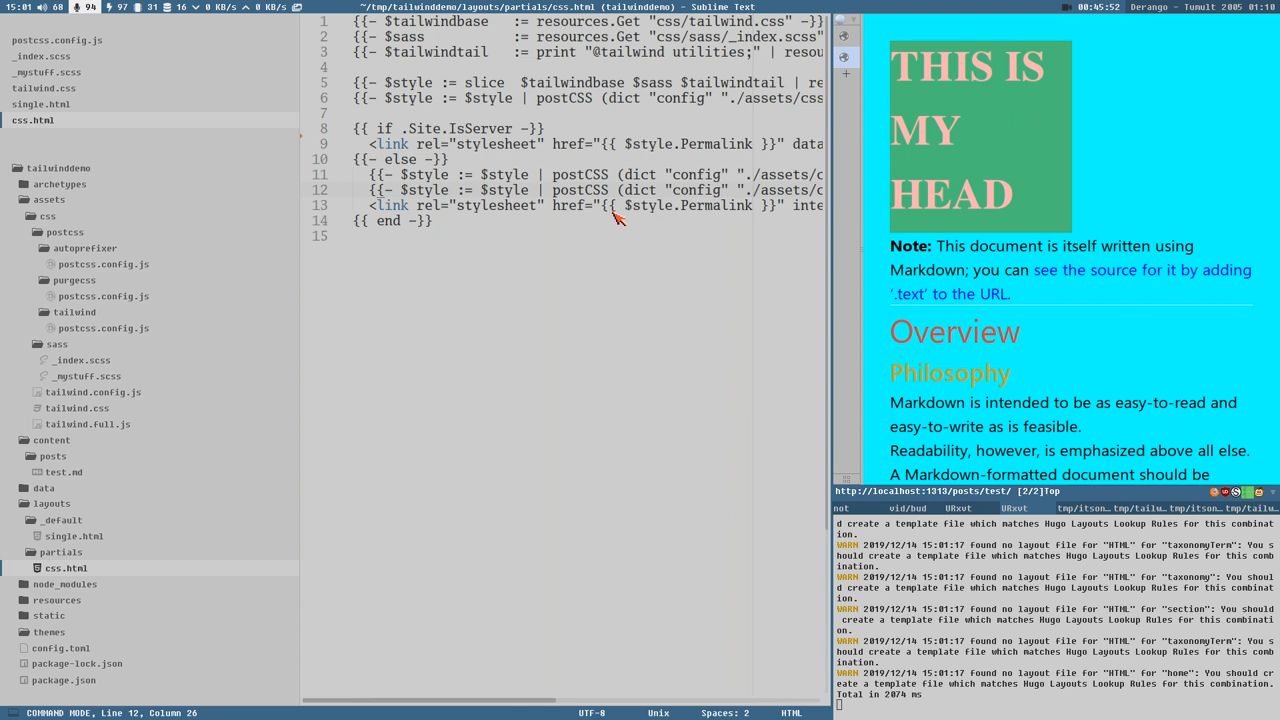 15:01 68 94 97 31 16 0 KB/s 0 KB/s ~/tmp/tailwinddemo/layouts/partials/css.html (tailwinddemo) - Sublime Text 00:45:52 Derango - Tumult 2005 01:10
postcss.config.js
_index.scss
_mystuff.scss
tailwind.css
single.html
css.html
tailwinddemo
archetypes
assets
css
postcss
autoprefixer
postcss.config.js
purgecss
postcss.config.js
tailwind
postcss.config.js
sass
_index.scss
_mystuff.scss
tailwind.config.js
tailwind.css
tailwind.full.js
content
posts
test.md
data
layouts
_default
single.html
partials
css.html
node_modules
resources
static
themes
config.toml
package-lock.json
package.json
1 {{- $tailwindbase := resources.Get "css/tailwind.css" -}}
2 {{- $sass := resources.Get "css/sass/_index.scss"
3 {{- $tailwindtail := print "@tailwind utilities;" | resou
4
5 {{- $style := slice $tailwindbase $sass $tailwindtail | re
6 {{- $style := $style | postCSS (dict "config" "./assets/css
7
8 {{ if .Site.IsServer -}}
9 <link rel="stylesheet" href="{{ $style.Permalink }}" data
10 {{- else -}}
11 {{- $style := $style | postCSS (dict "config" "./assets/c
12 {{- $style := $style | postCSS (dict "config" "./assets/c
13 <link rel="stylesheet" href="{{ $style.Permalink }}" inte
14 {{ end -}}
15
THIS IS
MY
HEAD
Note: This document is itself written using
Markdown; you can see the source for it by adding
‘.text’ to the URL.
Overview
Philosophy
Markdown is intended to be as easy-to-read and
easy-to-write as is feasible.
Readability, however, is emphasized above all else.
A Markdown-formatted document should be
http://localhost:1313/posts/test/ [2/2]Top
not vid/bud URxvt URxvt tmp/itson… tmp/tailw… tmp/itson… tmp/tailw…
d create a template file which matches Hugo Layouts Lookup Rules for this combinat
ion.
WARN 2019/12/14 15:01:17 found no layout file for "HTML" for "taxonomyTerm": You s
hould create a template file which matches Hugo Layouts Lookup Rules for this comb
ination.
WARN 2019/12/14 15:01:17 found no layout file for "HTML" for "taxonomy": You shoul
d create a template file which matches Hugo Layouts Lookup Rules for this combinat
ion.
WARN 2019/12/14 15:01:17 found no layout file for "HTML" for "section": You should
create a template file which matches Hugo Layouts Lookup Rules for this combinati
on.
WARN 2019/12/14 15:01:17 found no layout file for "HTML" for "taxonomyTerm": You s
hould create a template file which matches Hugo Layouts Lookup Rules for this comb
ination.
WARN 2019/12/14 15:01:17 found no layout file for "HTML" for "home": You should cr
eate a template file which matches Hugo Layouts Lookup Rules for this combination.
Total in 2074 ms
COMMAND MODE, Line 12, Column 26 UTF-8 Unix Spaces: 2 HTML